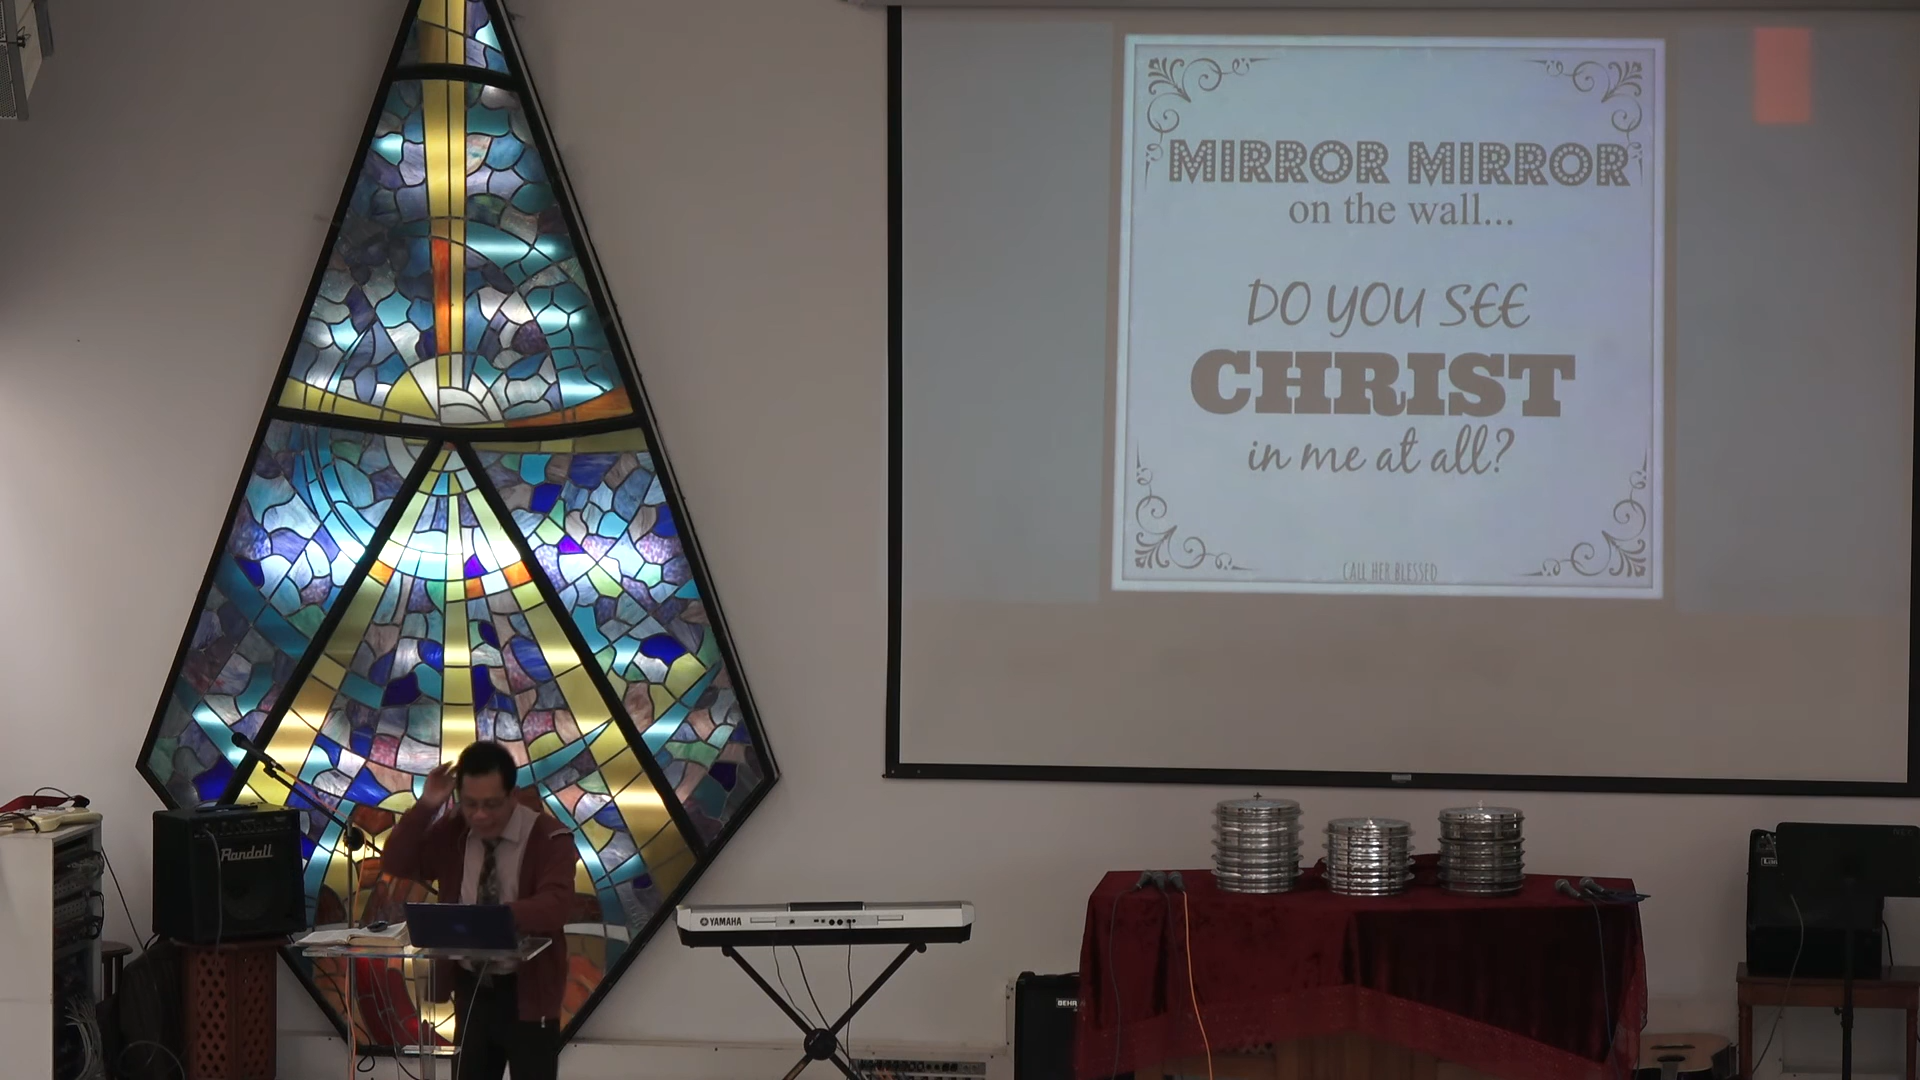 MIRROR MIRROR
on the wall...
DO YOU SEE
CHRIST
in me at all?
CALL HER BLESSED
Randall
YAMAHA